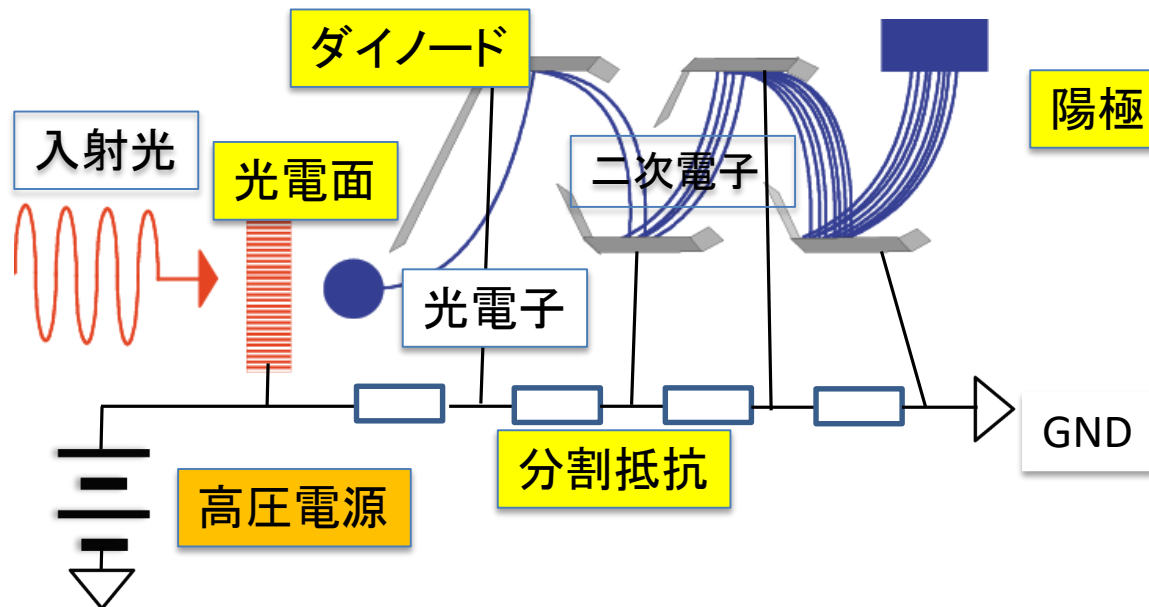 ダイノード
陽極
入射光
光電面
二次電子
光電子
分割抵抗
GND
高圧電源